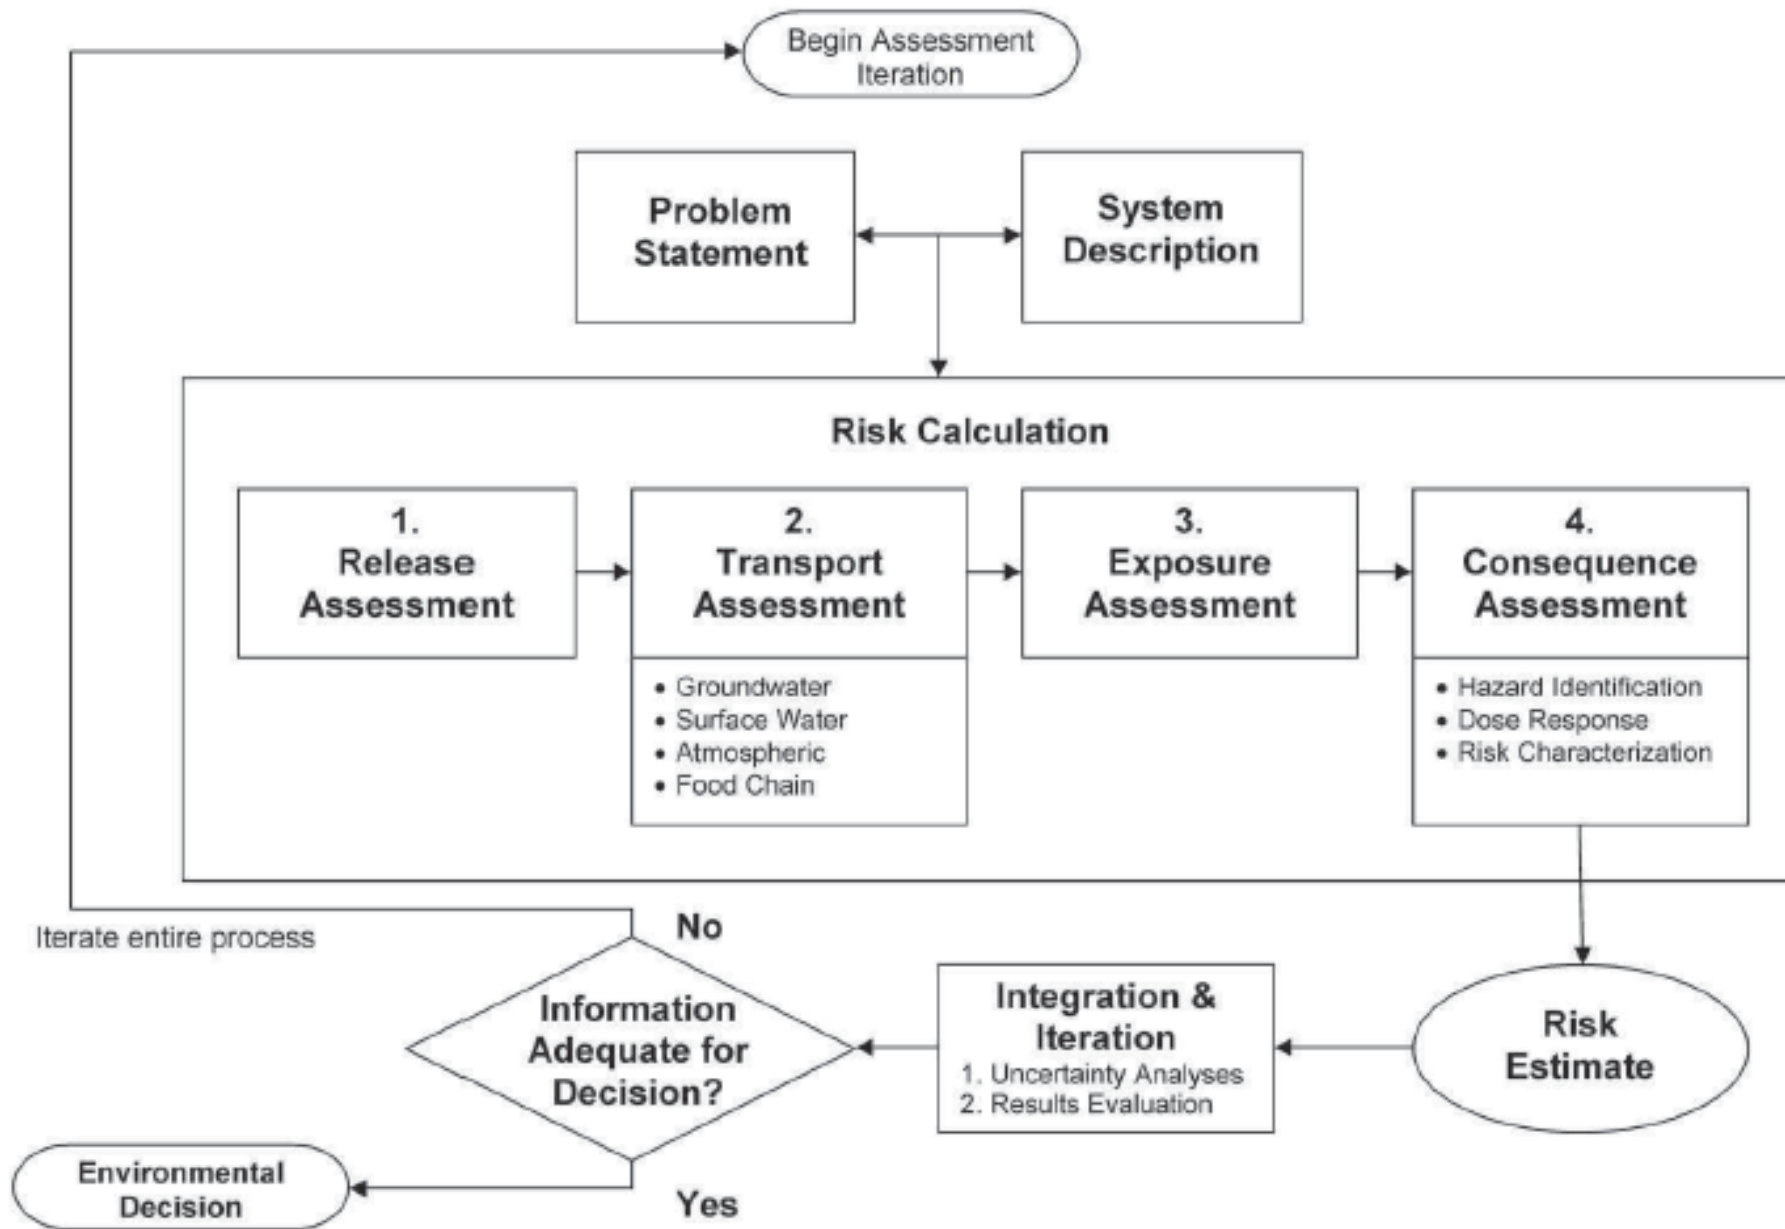 Begin Assessment
Iteration
Problem
Statement
System
Description
Risk Calculation
1.
Release
Assessment
2.
Transport
Assessment
• Groundwater
• Surface Water
• Atmospheric
• Food Chain
3.
Exposure
Assessment
4.
Consequence
Assessment
• Hazard Identification
• Dose Response
• Risk Characterization
Risk
Estimate
Integration &
Iteration
1. Uncertainty Analyses
2. Results Evaluation
Information
Adequate for
Decision?
No
Iterate entire process
Yes
Environmental
Decision